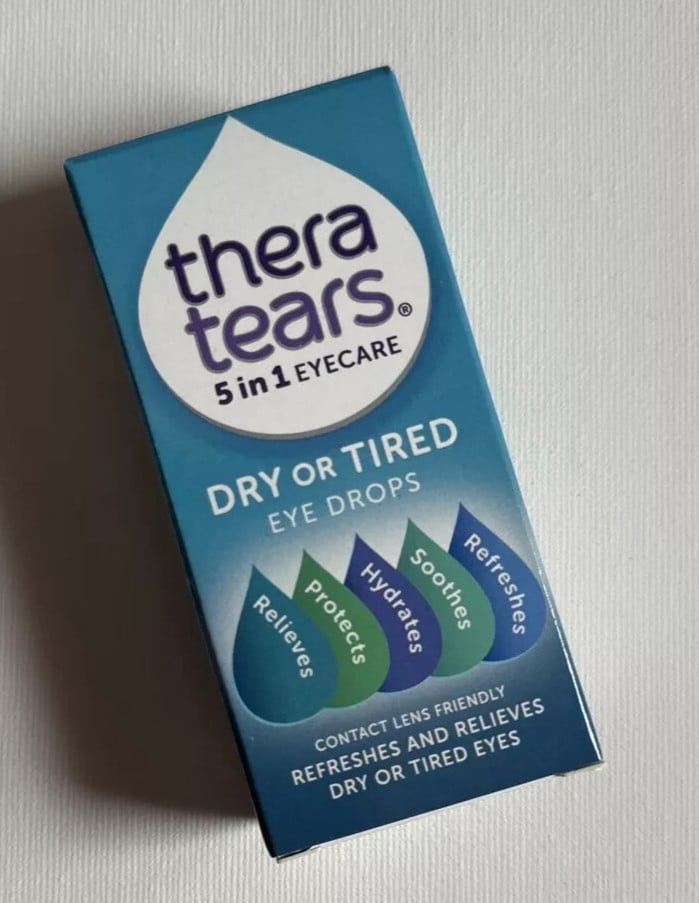 thera
tears®
5 in 1 EYECARE
DRY OR TIRED
EYE DROPS
Relieves
Protects
Hydrates
Soothes
Refreshes
CONTACT LENS FRIENDLY
REFRESHES AND RELIEVES
DRY OR TIRED EYES